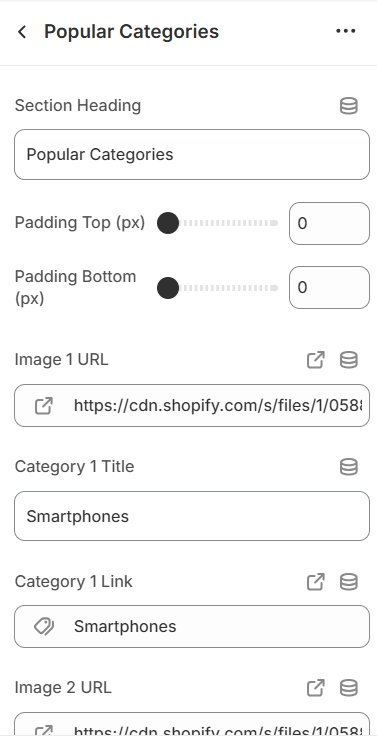 Popular Categories
Section Heading
Popular Categories
Padding Top (px)
0
Padding Bottom
(px)
0
Image 1 URL
https://cdn.shopify.com/s/files/1/058
Category 1 Title
Smartphones
Category 1 Link
Smartphones
Image 2 URL
https://cdn.shopify.com/s/files/1/058